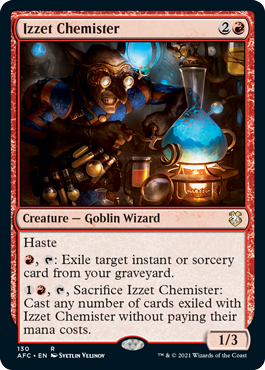 Izzet Chemister 2
Creature — Goblin Wizard
Haste
, : Exile target instant or sorcery
card from your graveyard.
1 , , Sacrifice Izzet Chemister:
Cast any number of cards exiled with
Izzet Chemister without paying their
mana costs.
1/3
130 R
AFC • EN SVETLIN VELINOV ™ & © 2021 Wizards of the Coast